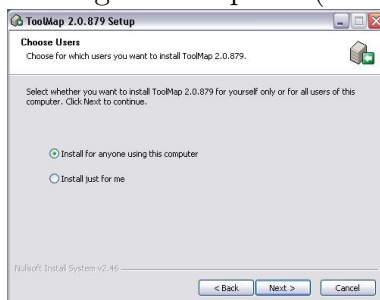 ToolMap 2.0.879 Setup
Choose Users
Choose for which users you want to install ToolMap 2.0.879.
Select whether you want to install ToolMap 2.0.879 for yourself only or for all users of this
computer. Click Next to continue.
Install for anyone using this computer
Install just for me
Nullsoft Install System v2.46
< Back
Next >
Cancel